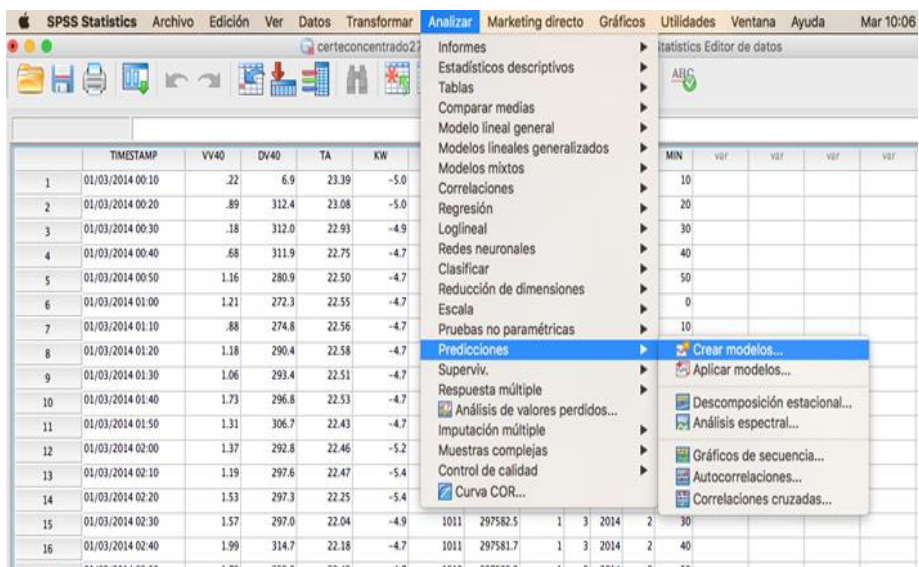 SPSS Statistics Archivo Edición Ver Datos Transformar Analizar Marketing directo Gráficos Utilidades Ventana Ayuda Mar 10:06
certeconcentrado27 Statistics Editor de datos
Informes
Estadísticos descriptivos
Tablas
Comparar medias
Modelo lineal general
Modelos lineales generalizados
Modelos mixtos
Correlaciones
Regresión
Loglineal
Redes neuronales
Clasificar
Reducción de dimensiones
Escala
Pruebas no paramétricas
Predicciones
Superviv.
Respuesta múltiple
Análisis de valores perdidos...
Imputación múltiple
Muestras complejas
Control de calidad
Curva COR...
Crear modelos...
Aplicar modelos...
Descomposición estacional...
Análisis espectral...
Gráficos de secuencia...
Autocorrelaciones...
Correlaciones cruzadas...
TIMESTAMP VV40 DV40 TA KW MIN var var var var
1 01/03/2014 00:10 .22 6.9 23.39 -5.0 10
2 01/03/2014 00:20 .89 312.4 23.08 -5.0 20
3 01/03/2014 00:30 .18 312.0 22.93 -4.9 30
4 01/03/2014 00:40 .68 311.9 22.75 -4.7 40
5 01/03/2014 00:50 1.16 280.9 22.50 -4.7 50
6 01/03/2014 01:00 1.21 272.3 22.55 -4.7 0
7 01/03/2014 01:10 .88 274.8 22.56 -4.7 10
8 01/03/2014 01:20 1.18 290.4 22.58 -4.7
9 01/03/2014 01:30 1.06 293.4 22.51 -4.7
10 01/03/2014 01:40 1.73 296.8 22.53 -4.7
11 01/03/2014 01:50 1.31 306.7 22.43 -4.7
12 01/03/2014 02:00 1.37 292.8 22.46 -5.2
13 01/03/2014 02:10 1.19 297.6 22.47 -5.4
14 01/03/2014 02:20 1.53 297.3 22.25 -5.4
15 01/03/2014 02:30 1.57 297.0 22.04 -4.9 1011 297582.5 1 3 2014 2 30
16 01/03/2014 02:40 1.99 314.7 22.18 -4.7 1011 297581.7 1 3 2014 2 40